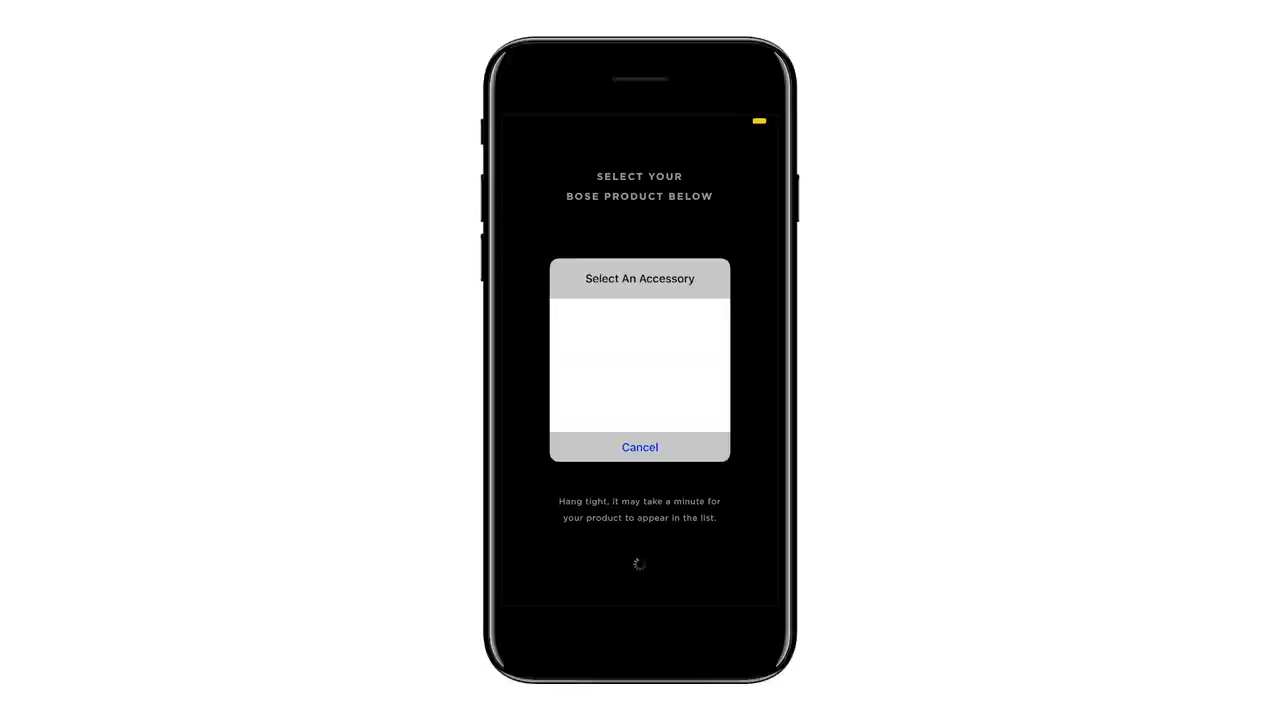 SELECT YOUR
BOSE PRODUCT BELOW
Select An Accessory
Cancel
Hang tight, it may take a minute for
your product to appear in the list.